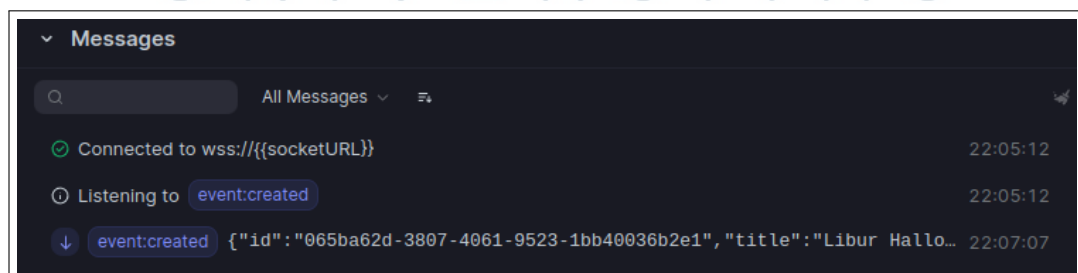 Messages
All Messages
Connected to wss://{{socketURL}} 22:05:12
Listening to event:created 22:05:12
event:created {"id":"065ba62d-3807-4061-9523-1bb40036b2e1","title":"Libur Hallo… 22:07:07